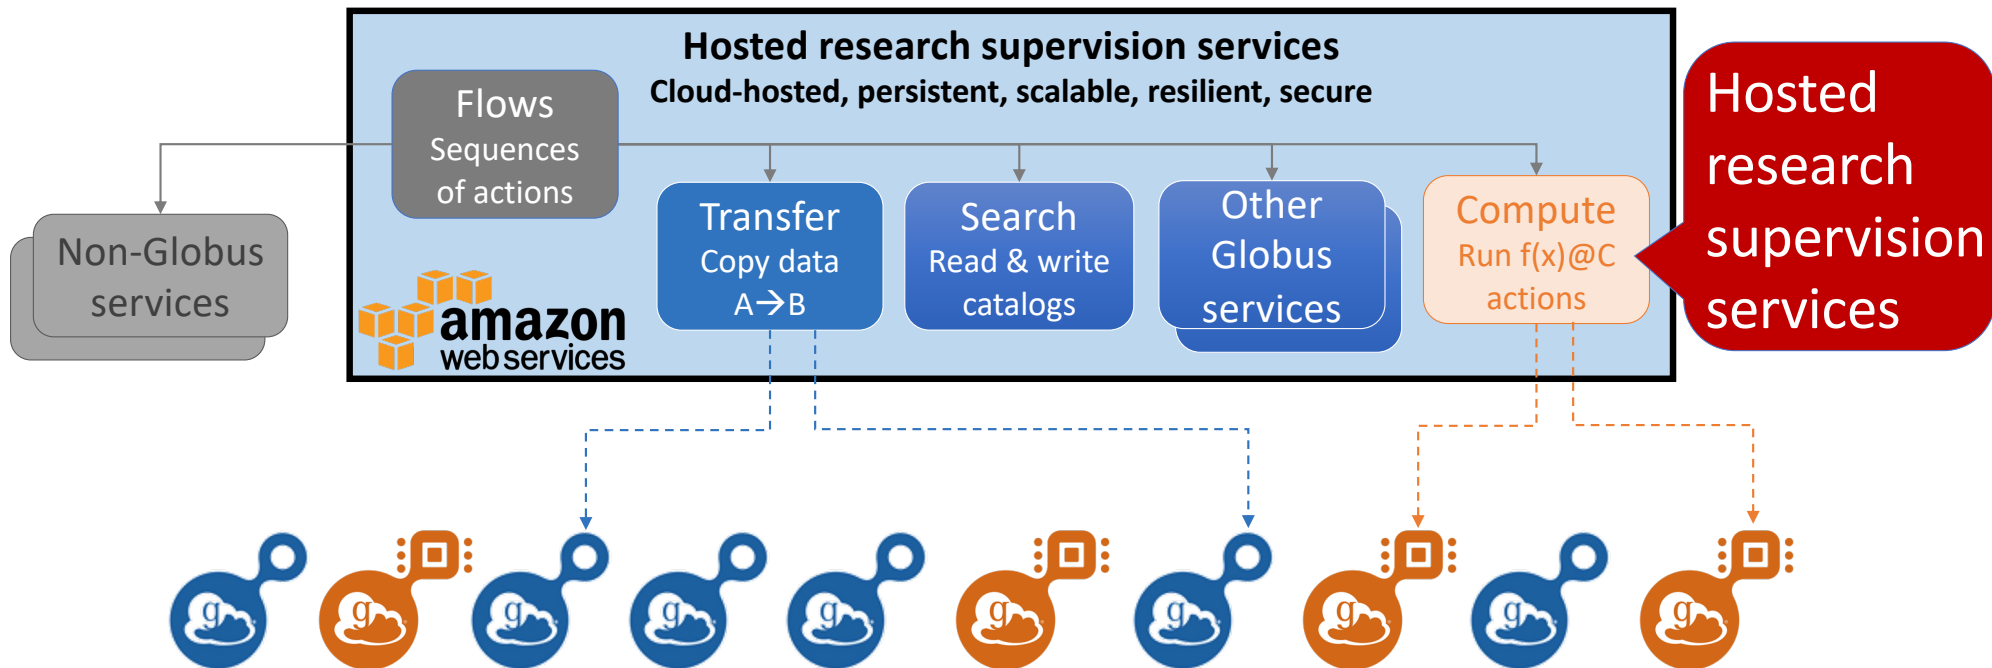 Hosted research supervision services
Cloud-hosted, persistent, scalable, resilient, secure
Flows
Sequences
of actions
Non-Globus
services
amazon
web services
Transfer
Copy data
A→B
Search
Read & write
catalogs
Other
Globus
services
Compute
Run f(x)@C
actions
Hosted
research
supervision
services
g
g
g
g
g
g
g
g
g
g